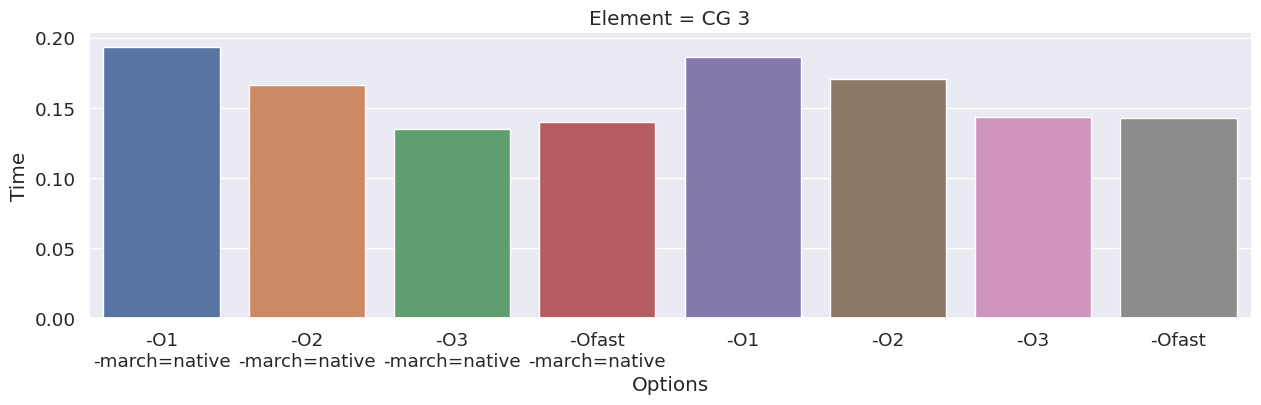 Element = CG 3
Time
0.20
0.15
0.10
0.05
0.00
-O1 -O2 -O3 -Ofast -O1 -O2 -O3 -Ofast
-march=native -march=native -march=native -march=native
Options